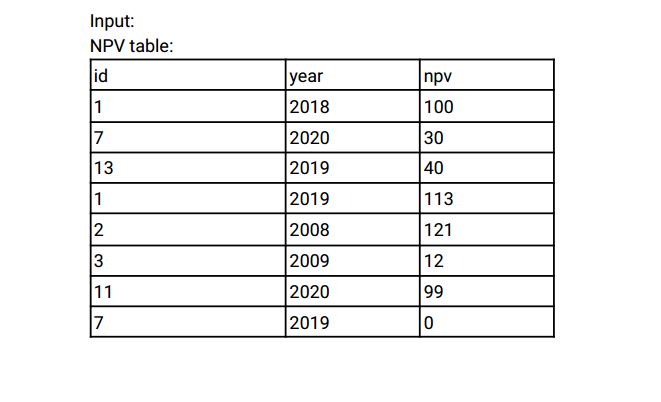 Input:
NPV table:
id year npv
1 2018 100
7 2020 30
13 2019 40
1 2019 113
2 2008 121
3 2009 12
11 2020 99
7 2019 0